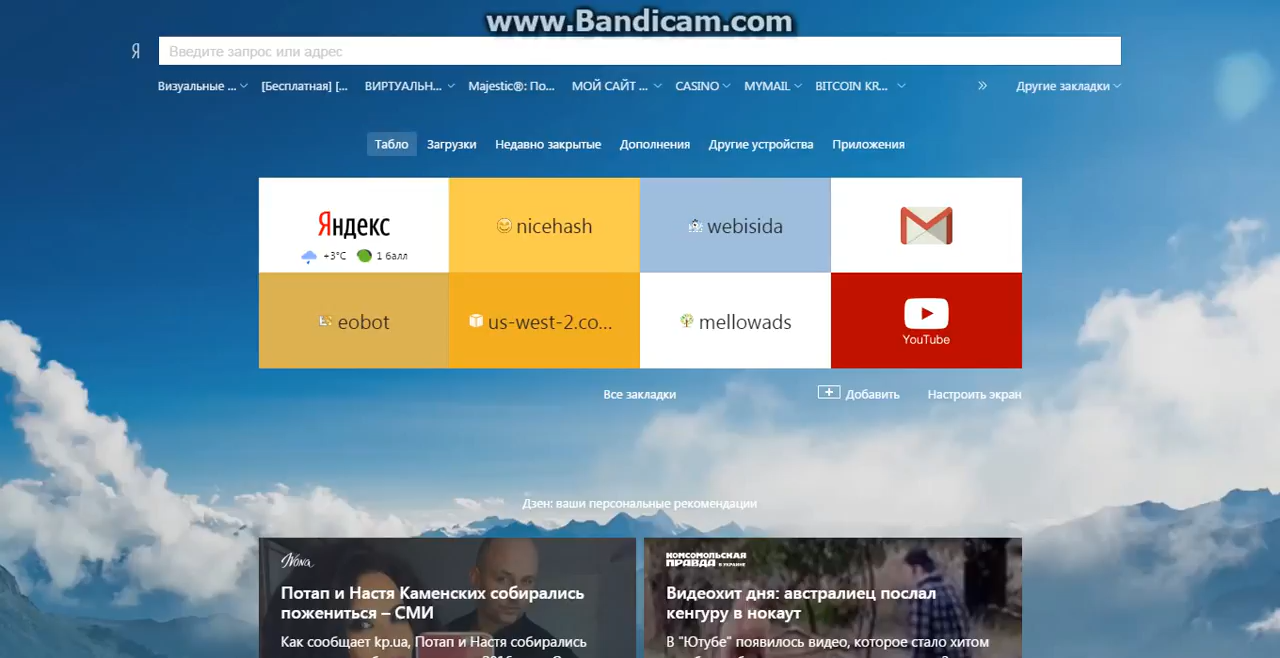 www.Bandicam.com
Я
Введите запрос или адрес
Визуальные ... [Бесплатная] [... ВИРТУАЛЬН... Majestic®: По... МОЙ САЙТ ... CASINO MYMAIL BITCOIN KR... » Другие закладки
Табло Загрузки Недавно закрытые Дополнения Другие устройства Приложения
Яндекс
+3°C 1 балл
nicehash
webisida
eobot
us-west-2.co...
mellowads
YouTube
Все закладки Добавить Настроить экран
Дзен: ваши персональные рекомендации
Потап и Настя Каменских собирались
пожениться – СМИ
Как сообщает kp.ua, Потап и Настя собирались
КОМСОМОЛЬСКАЯ
ПРАВДА В УКРАИНЕ
Видеохит дня: австралиец послал
кенгуру в нокаут
В "Ютубе" появилось видео, которое стало хитом